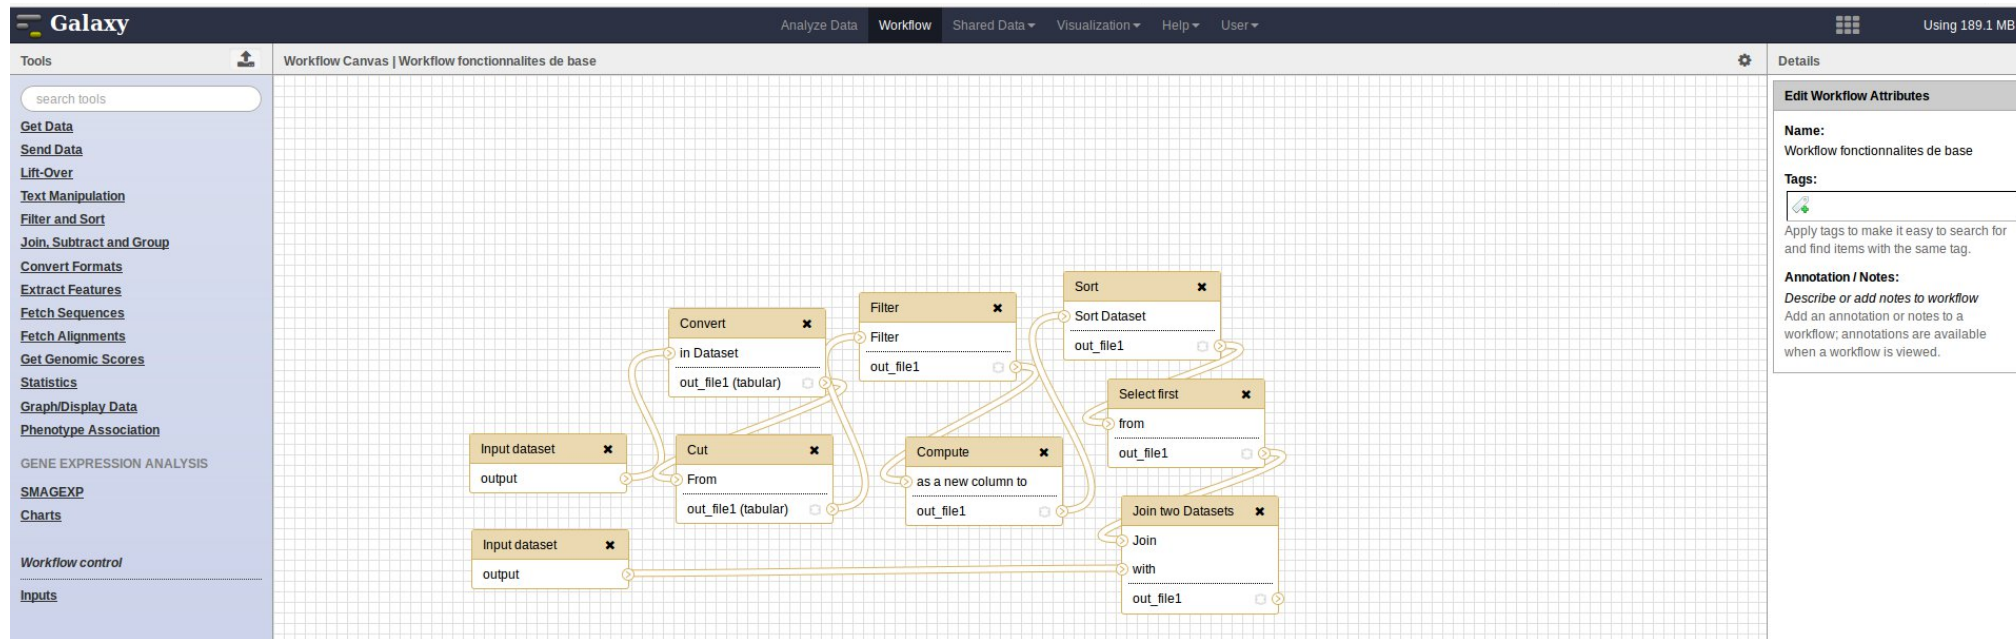 Galaxy
Analyze Data Workflow Shared Data Visualization Help User
Using 189.1 MB
Tools
search tools
Get Data
Send Data
Lift-Over
Text Manipulation
Filter and Sort
Join, Subtract and Group
Convert Formats
Extract Features
Fetch Sequences
Fetch Alignments
Get Genomic Scores
Statistics
Graph/Display Data
Phenotype Association
GENE EXPRESSION ANALYSIS
SMAGEXP
Charts
Workflow control
Inputs
Workflow Canvas | Workflow fonctionnalites de base
Input dataset
output
Input dataset
output
Convert
in Dataset
out_file1 (tabular)
Cut
From
out_file1 (tabular)
Filter
Filter
out_file1
Compute
as a new column to
out_file1
Sort
Sort Dataset
out_file1
Select first
from
out_file1
Join two Datasets
Join
with
out_file1
Details
Edit Workflow Attributes
Name:
Workflow fonctionnalites de base
Tags:
Apply tags to make it easy to search for
and find items with the same tag.
Annotation / Notes:
Describe or add notes to workflow
Add an annotation or notes to a
workflow; annotations are available
when a workflow is viewed.